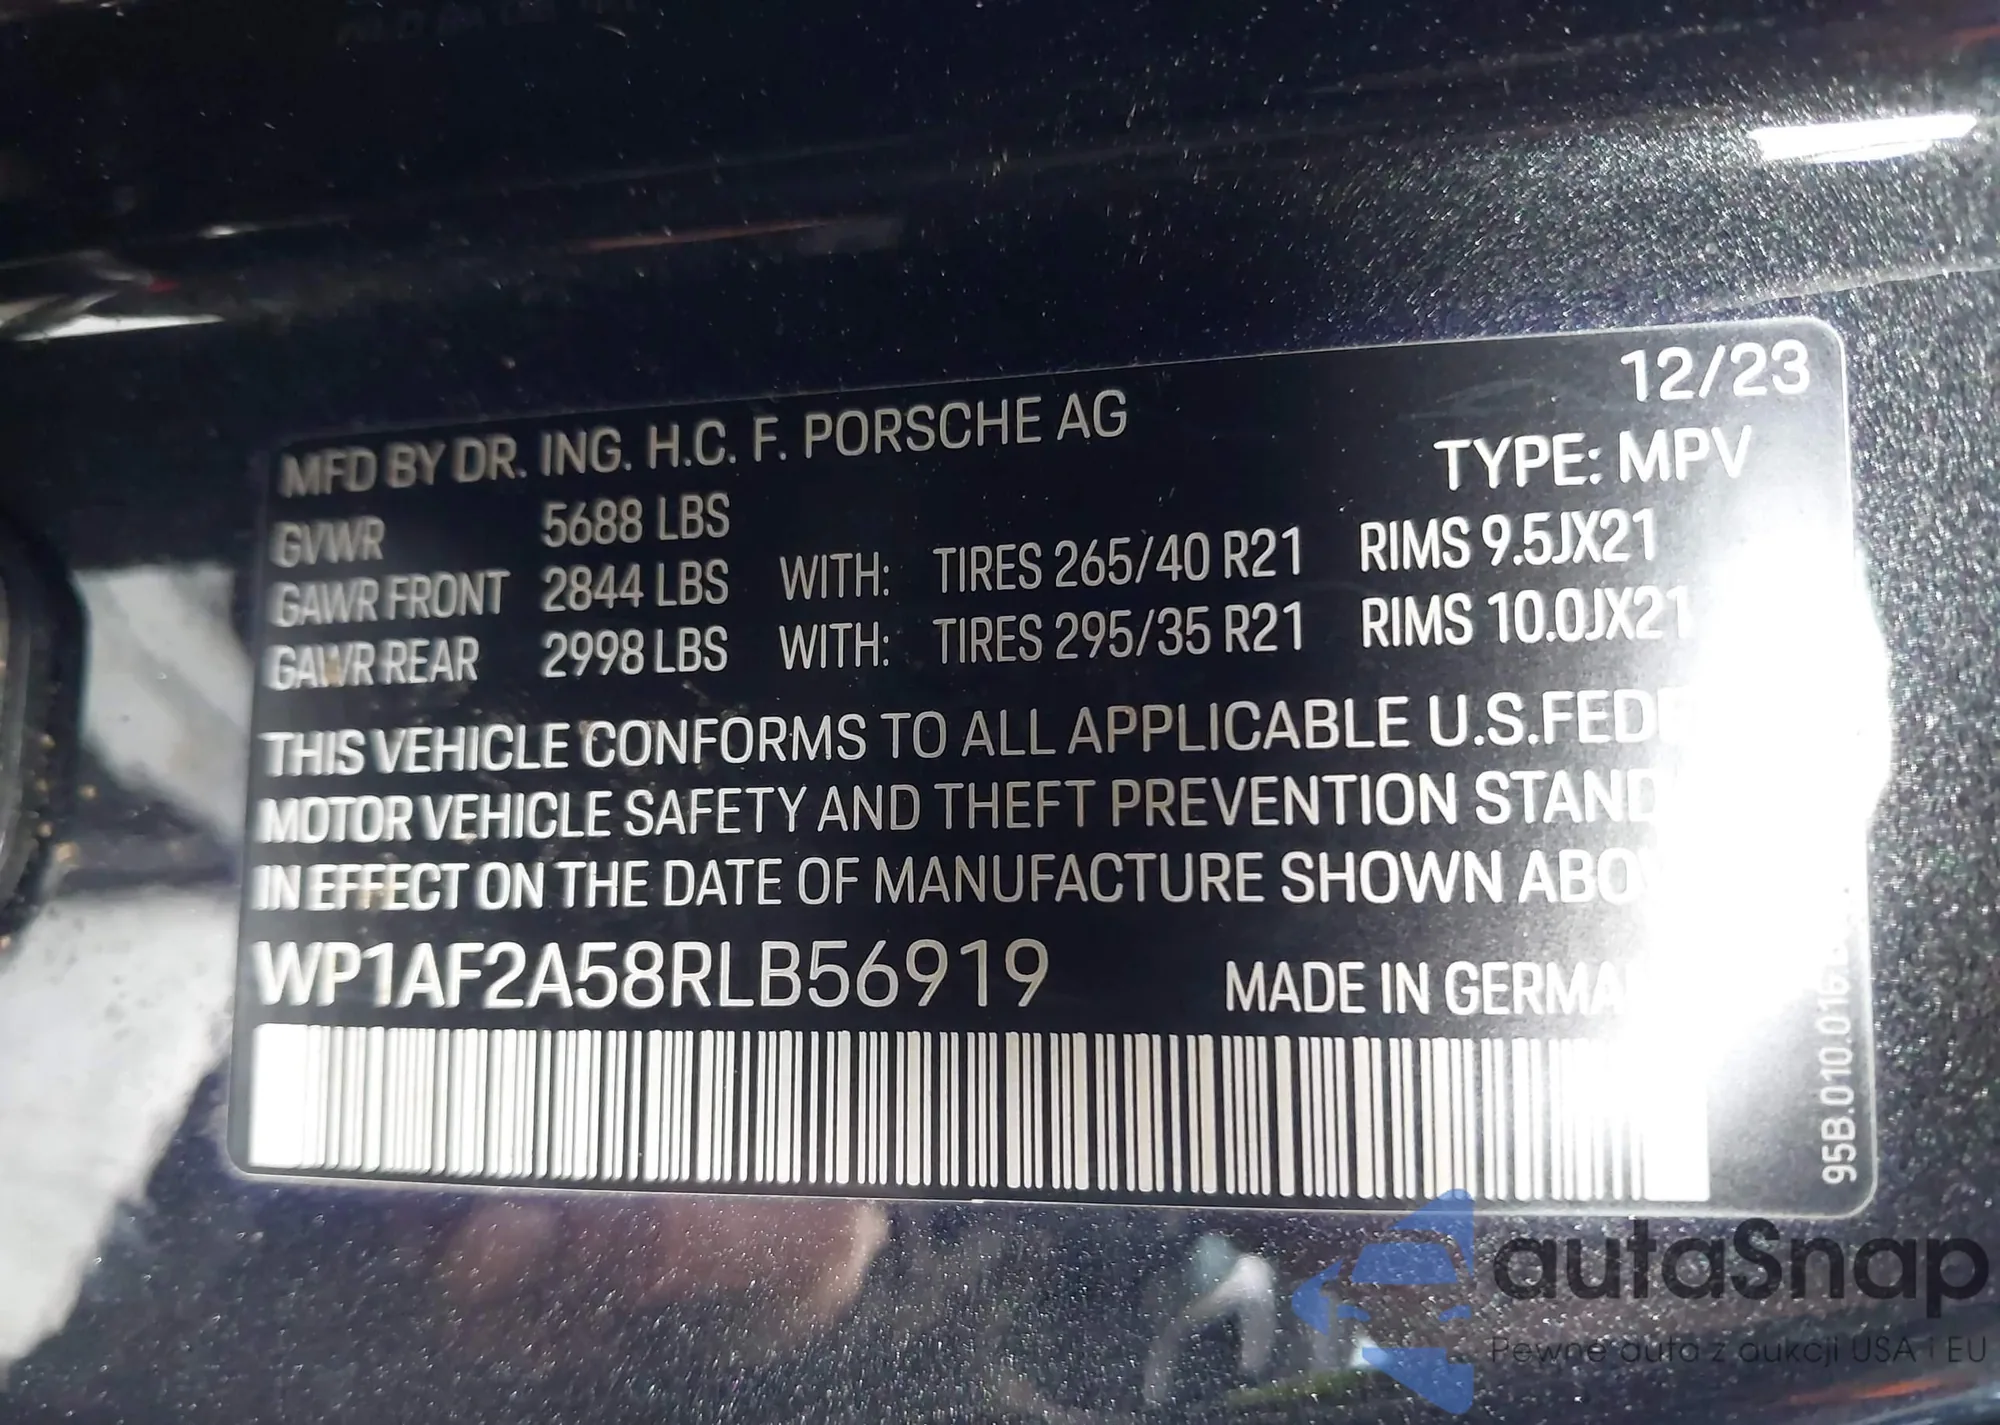 12/23
MFD BY DR. ING. H.C. F. PORSCHE AG
TYPE: MPV
GVWR 5688 LBS
GAWR FRONT 2844 LBS WITH: TIRES 265/40 R21 RIMS 9.5JX21
GAWR REAR 2998 LBS WITH: TIRES 295/35 R21 RIMS 10.0JX21
THIS VEHICLE CONFORMS TO ALL APPLICABLE U.S.FEDE
MOTOR VEHICLE SAFETY AND THEFT PREVENTION STAND
IN EFFECT ON THE DATE OF MANUFACTURE SHOWN ABO
WP1AF2A58RLB56919
MADE IN GERMA
95B.010.016
autaSnap
Pewne auta z aukcji USA i EU